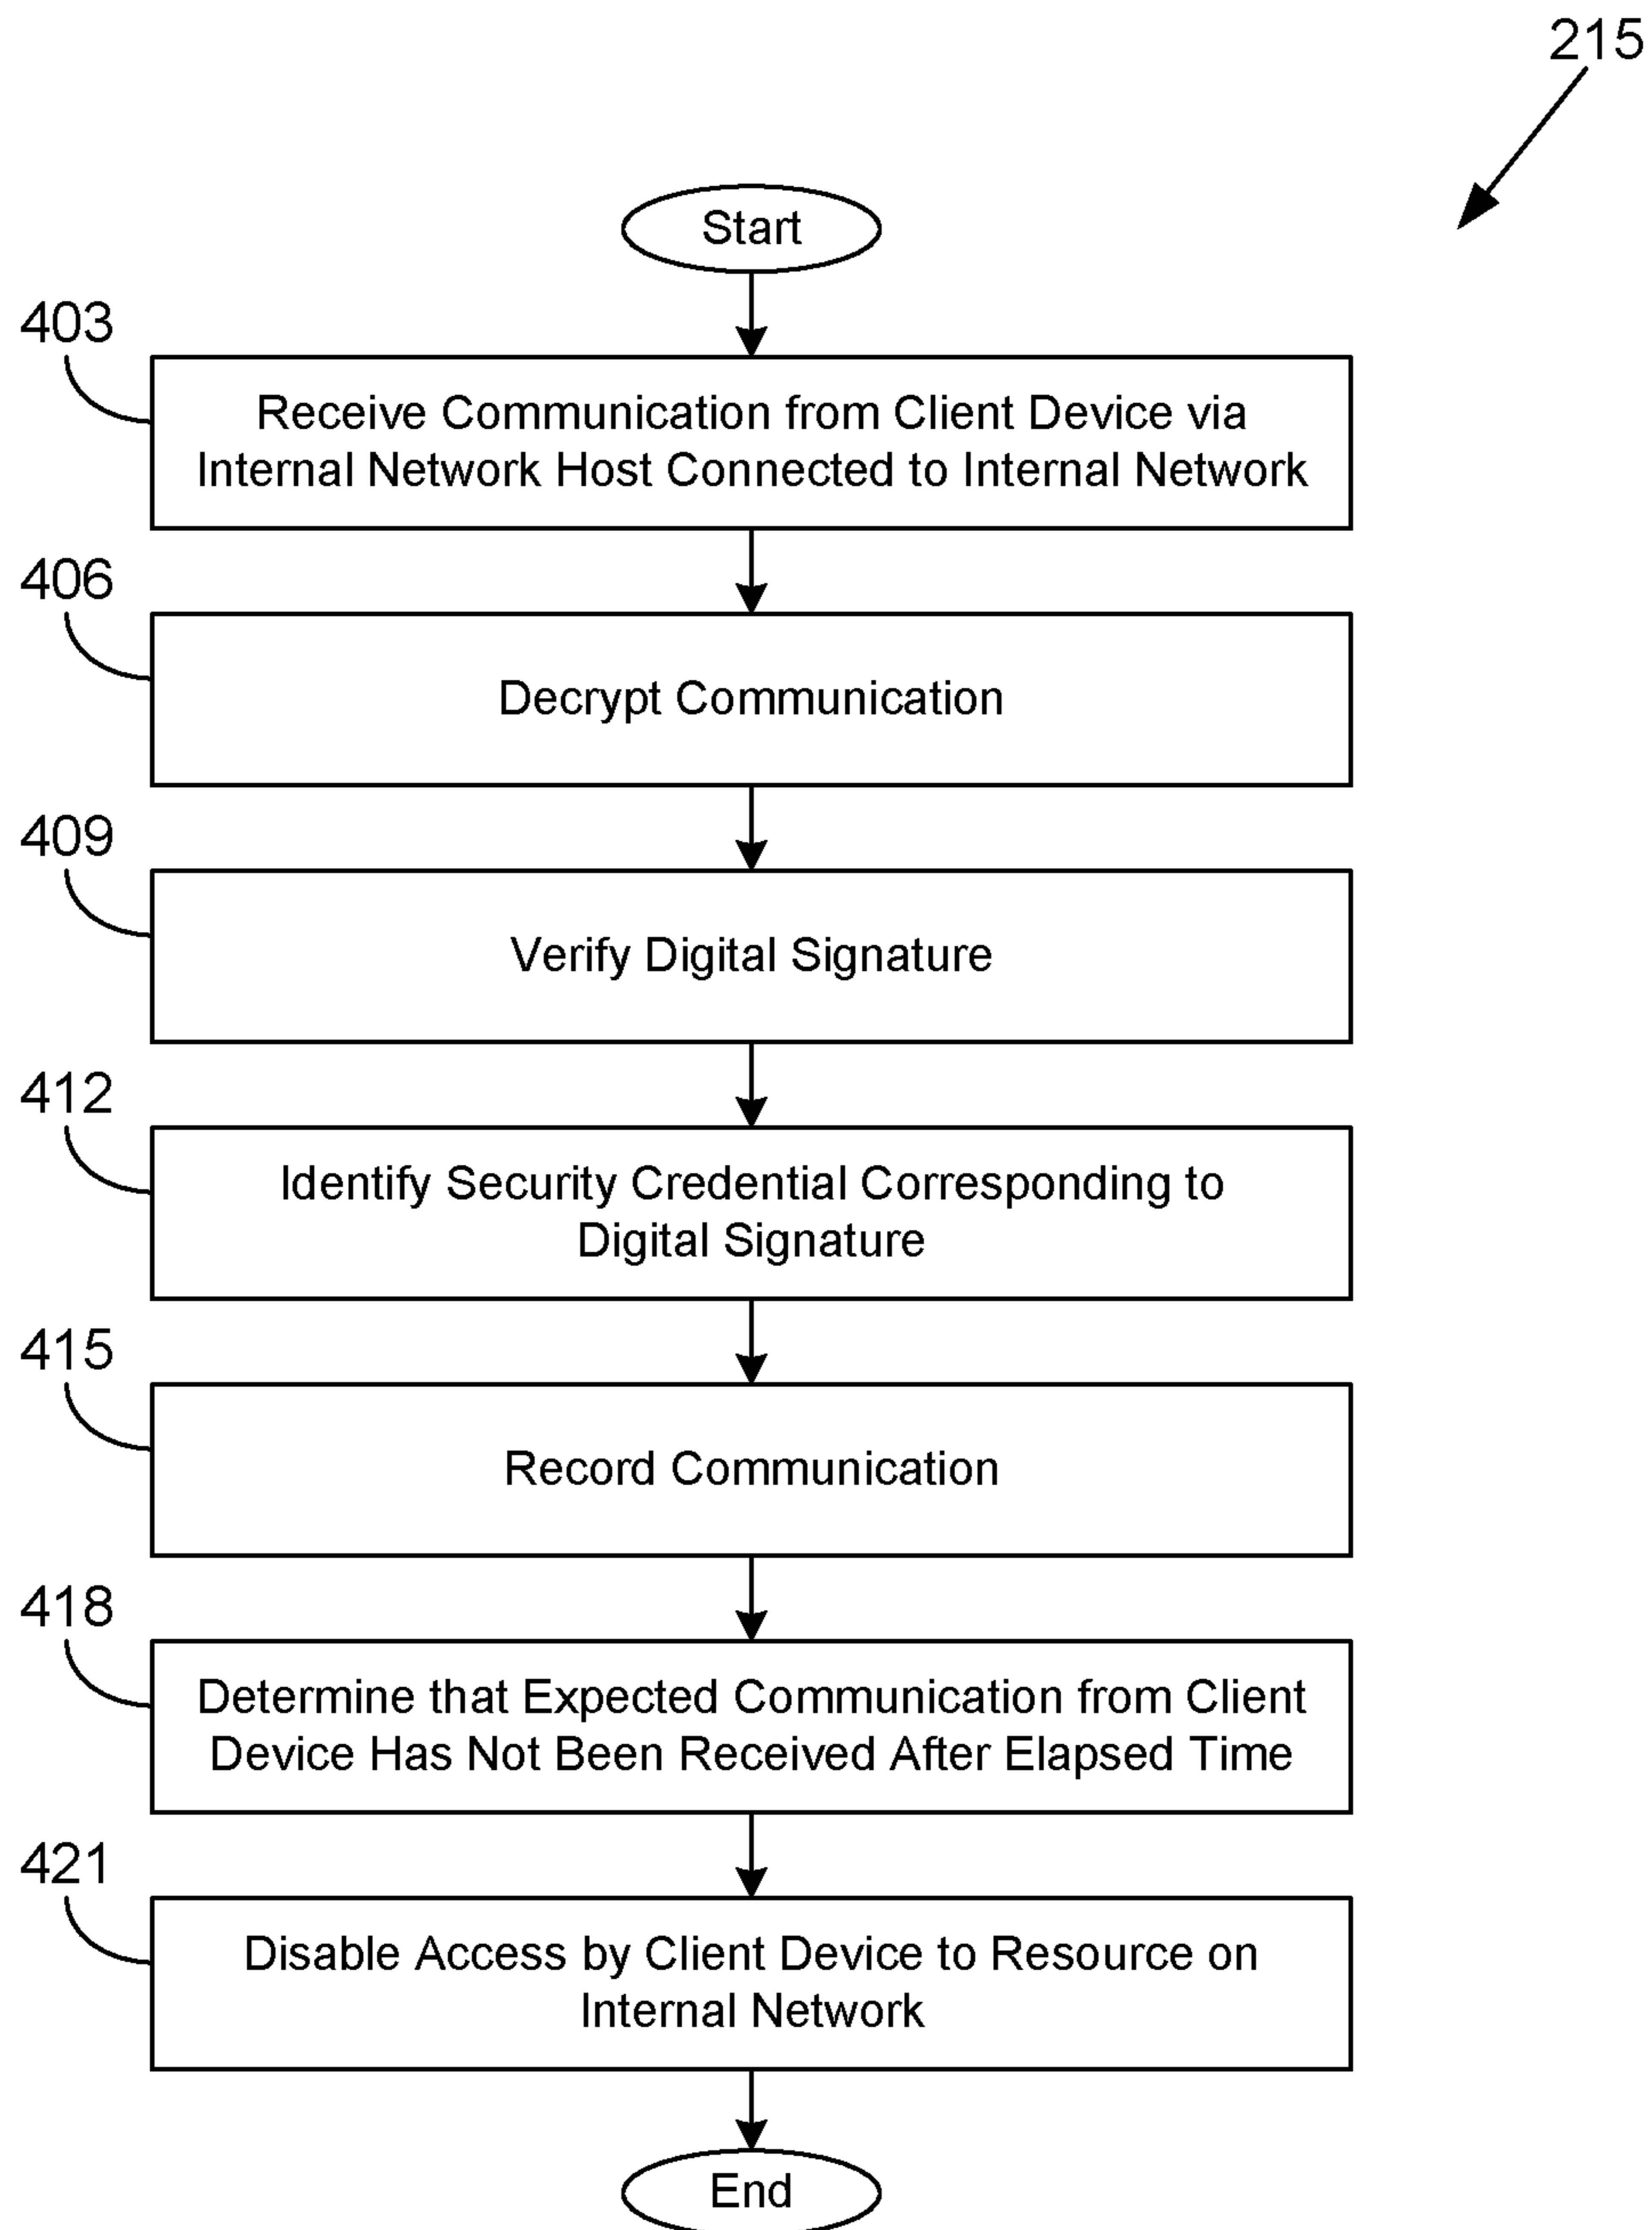 215
Start
403
Receive Communication from Client Device via
Internal Network Host Connected to Internal Network
406
Decrypt Communication
409
Verify Digital Signature
412
Identify Security Credential Corresponding to
Digital Signature
415
Record Communication
418
Determine that Expected Communication from Client
Device Has Not Been Received After Elapsed Time
421
Disable Access by Client Device to Resource on
Internal Network
End